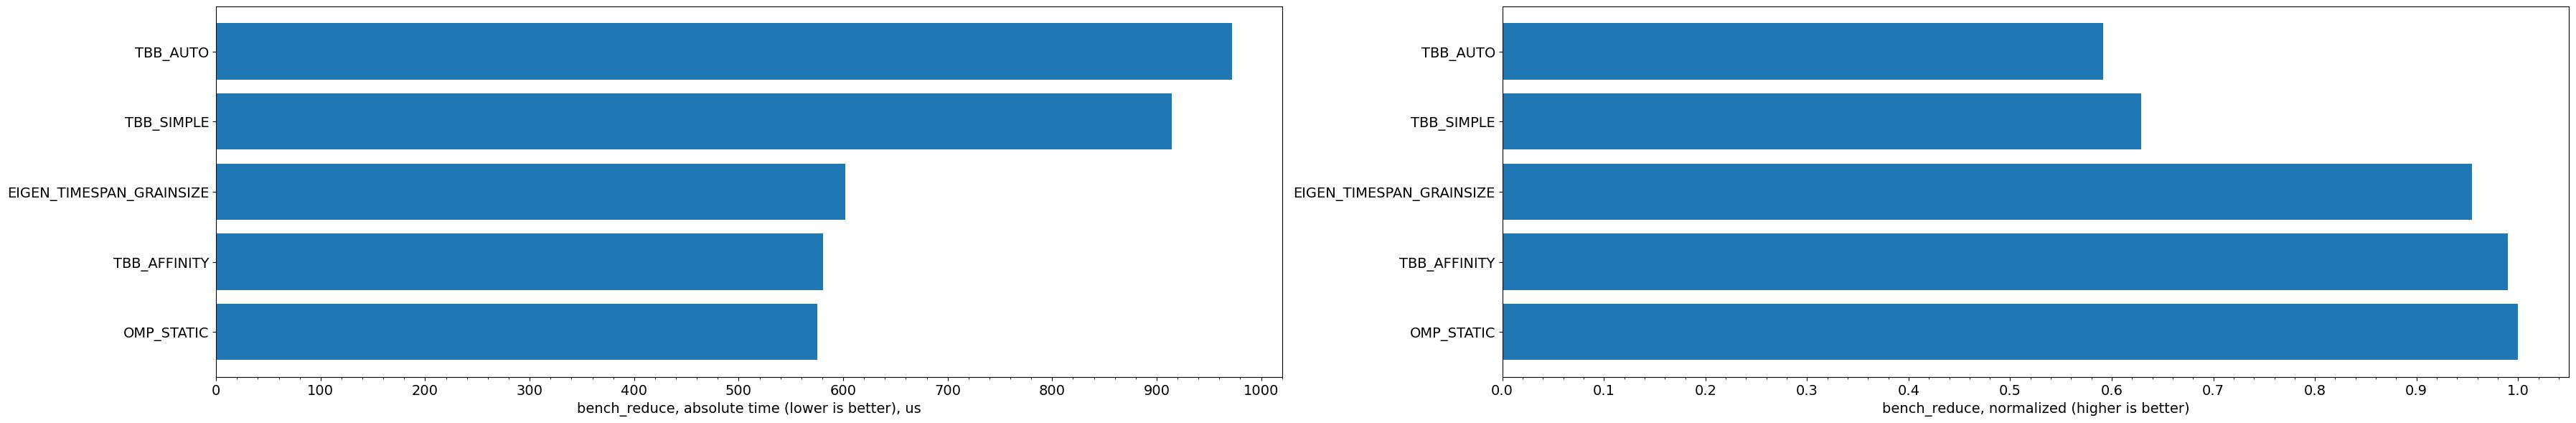 TBB_AUTO
TBB_SIMPLE
EIGEN_TIMESPAN_GRAINSIZE
TBB_AFFINITY
OMP_STATIC
0 100 200 300 400 500 600 700 800 900 1000
bench_reduce, absolute time (lower is better), us
TBB_AUTO
TBB_SIMPLE
EIGEN_TIMESPAN_GRAINSIZE
TBB_AFFINITY
OMP_STATIC
0.0 0.1 0.2 0.3 0.4 0.5 0.6 0.7 0.8 0.9 1.0
bench_reduce, normalized (higher is better)